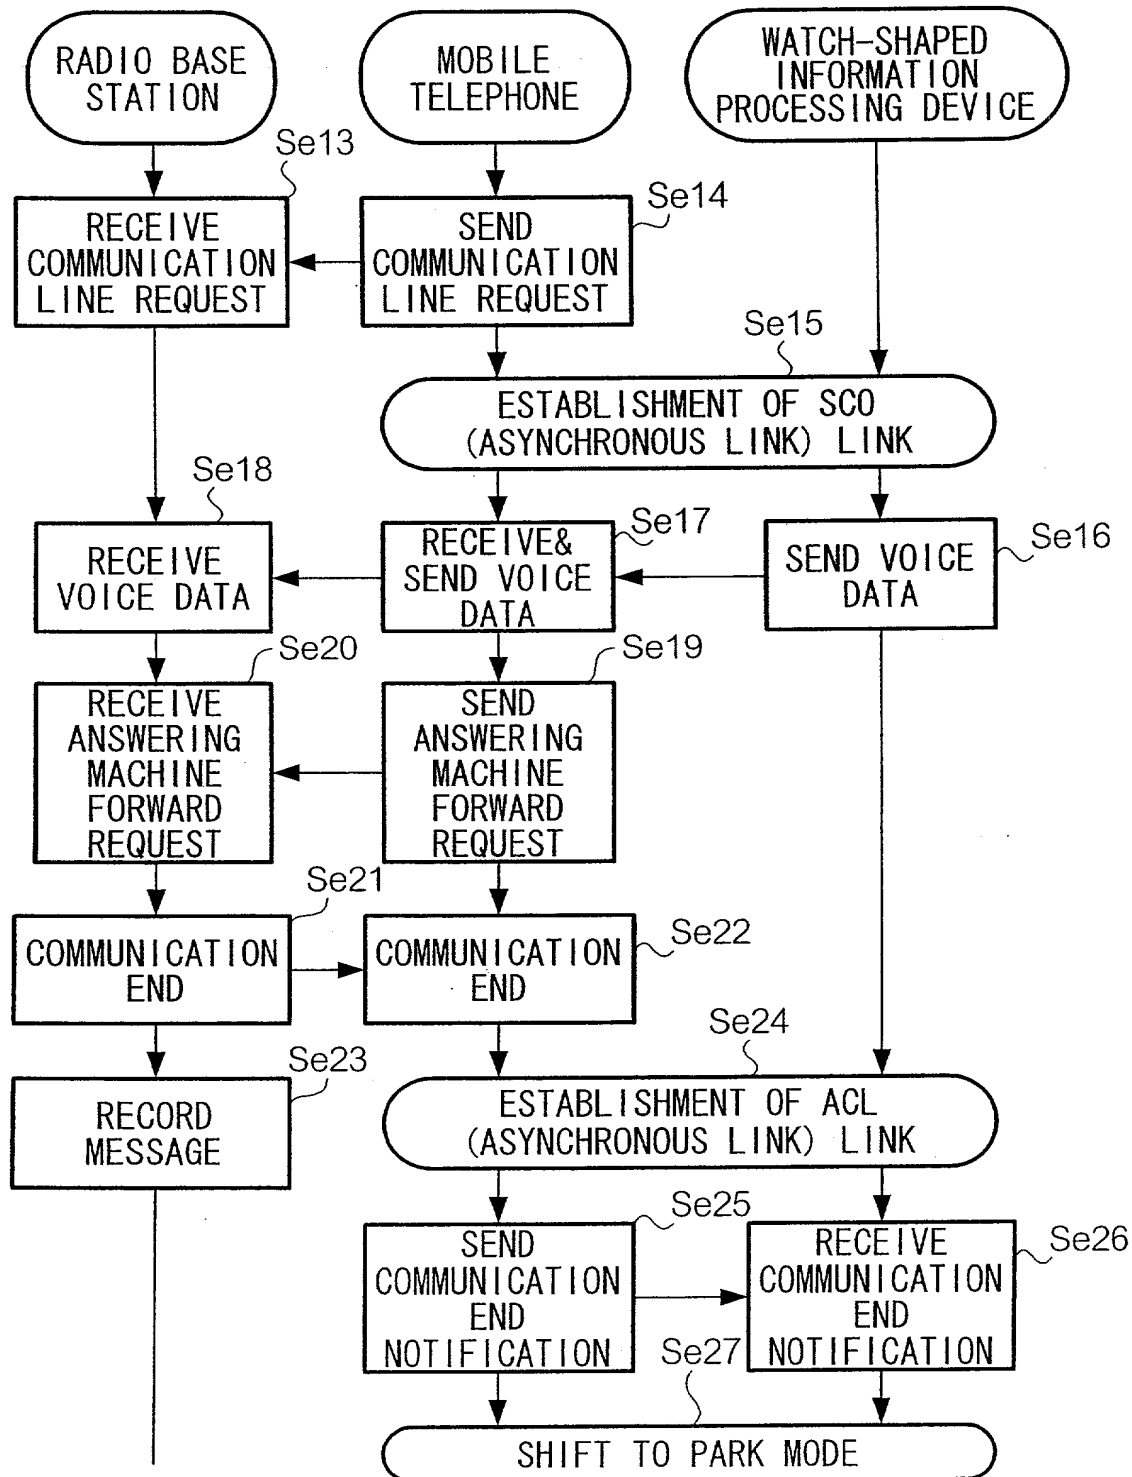 RADIO BASE
STATION
MOBILE
TELEPHONE
WATCH-SHAPED
INFORMATION
PROCESSING DEVICE
Se13
RECEIVE
COMMUNICATION
LINE REQUEST
Se14
SEND
COMMUNICATION
LINE REQUEST
Se15
ESTABLISHMENT OF SCO
(ASYNCHRONOUS LINK) LINK
Se18
RECEIVE
VOICE DATA
Se17
RECEIVE&
SEND VOICE
DATA
Se16
SEND VOICE
DATA
Se20
RECEIVE
ANSWERING
MACHINE
FORWARD
REQUEST
Se19
SEND
ANSWERING
MACHINE
FORWARD
REQUEST
Se21
COMMUNICATION
END
Se22
COMMUNICATION
END
Se23
RECORD
MESSAGE
Se24
ESTABLISHMENT OF ACL
(ASYNCHRONOUS LINK) LINK
Se25
SEND
COMMUNICATION
END
NOTIFICATION
Se26
RECEIVE
COMMUNICATION
END
NOTIFICATION
Se27
SHIFT TO PARK MODE